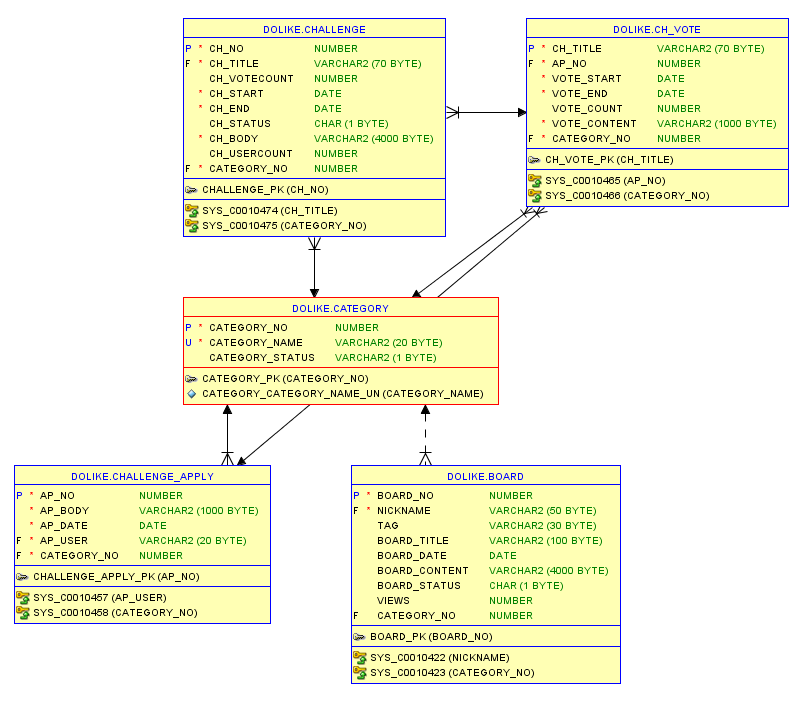 DOLIKE.CHALLENGE
P * CH_NO NUMBER
F * CH_TITLE VARCHAR2 (70 BYTE)
CH_VOTECOUNT NUMBER
* CH_START DATE
* CH_END DATE
CH_STATUS CHAR (1 BYTE)
* CH_BODY VARCHAR2 (4000 BYTE)
CH_USERCOUNT NUMBER
F * CATEGORY_NO NUMBER
CHALLENGE_PK (CH_NO)
SYS_C0010474 (CH_TITLE)
SYS_C0010475 (CATEGORY_NO)
DOLIKE.CH_VOTE
P * CH_TITLE VARCHAR2 (70 BYTE)
F * AP_NO NUMBER
* VOTE_START DATE
* VOTE_END DATE
VOTE_COUNT NUMBER
* VOTE_CONTENT VARCHAR2 (1000 BYTE)
F * CATEGORY_NO NUMBER
CH_VOTE_PK (CH_TITLE)
SYS_C0010465 (AP_NO)
SYS_C0010466 (CATEGORY_NO)
DOLIKE.CATEGORY
P * CATEGORY_NO NUMBER
U * CATEGORY_NAME VARCHAR2 (20 BYTE)
CATEGORY_STATUS VARCHAR2 (1 BYTE)
CATEGORY_PK (CATEGORY_NO)
CATEGORY_CATEGORY_NAME_UN (CATEGORY_NAME)
DOLIKE.CHALLENGE_APPLY
P * AP_NO NUMBER
* AP_BODY VARCHAR2 (1000 BYTE)
* AP_DATE DATE
F * AP_USER VARCHAR2 (20 BYTE)
F * CATEGORY_NO NUMBER
CHALLENGE_APPLY_PK (AP_NO)
SYS_C0010457 (AP_USER)
SYS_C0010458 (CATEGORY_NO)
DOLIKE.BOARD
P * BOARD_NO NUMBER
F * NICKNAME VARCHAR2 (50 BYTE)
TAG VARCHAR2 (30 BYTE)
BOARD_TITLE VARCHAR2 (100 BYTE)
BOARD_DATE DATE
BOARD_CONTENT VARCHAR2 (4000 BYTE)
BOARD_STATUS CHAR (1 BYTE)
VIEWS NUMBER
F CATEGORY_NO NUMBER
BOARD_PK (BOARD_NO)
SYS_C0010422 (NICKNAME)
SYS_C0010423 (CATEGORY_NO)